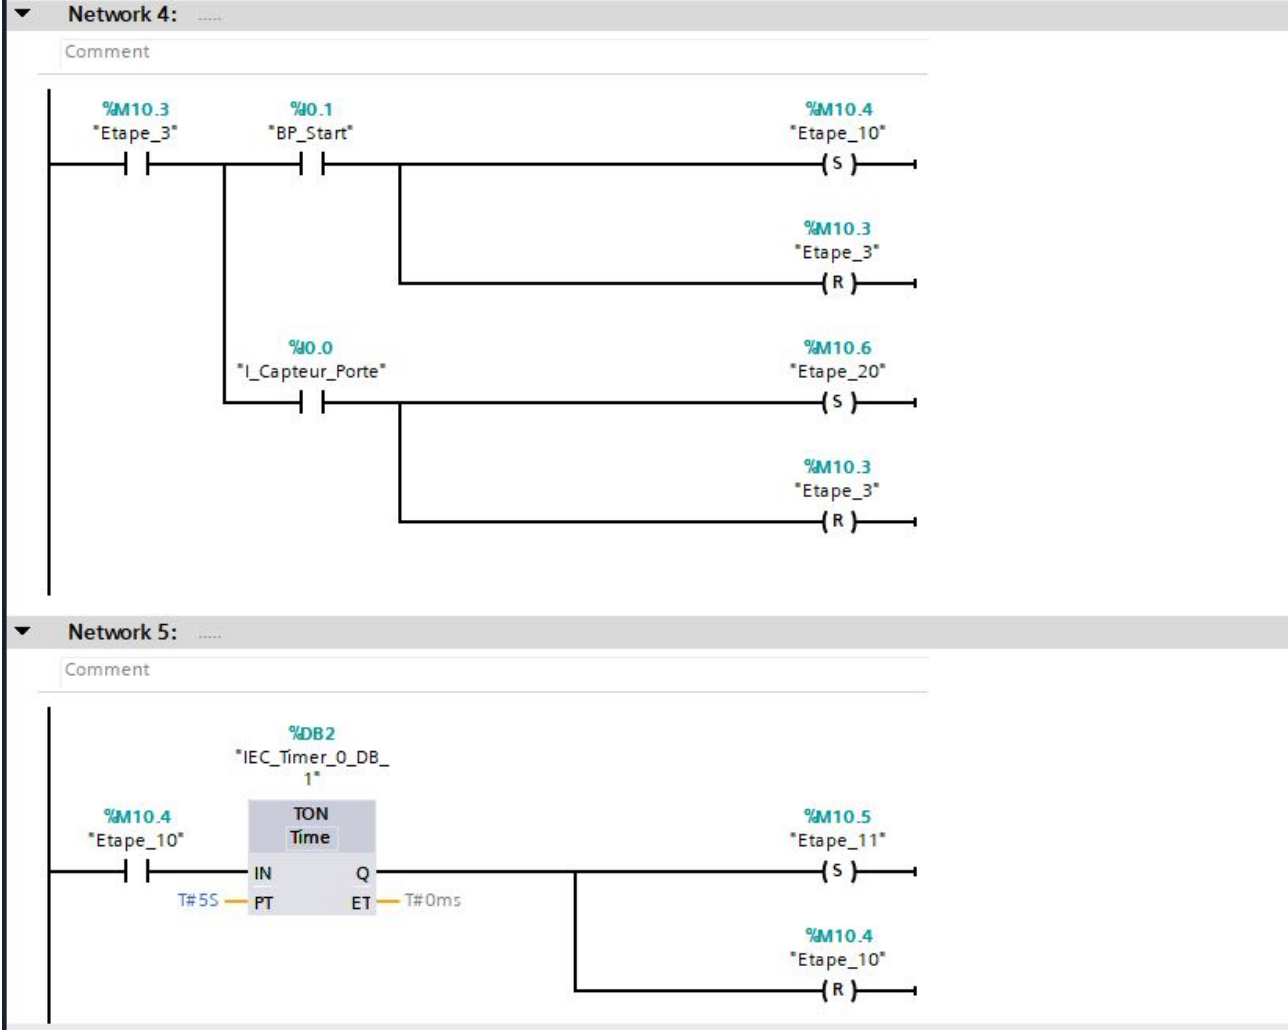 Network 4: .....
Comment
%M10.3 %I0.1 %M10.4
"Etape_3" "BP_Start" "Etape_10"
S
%M10.3
"Etape_3"
R
%I0.0 %M10.6
"I_Capteur_Porte" "Etape_20"
S
%M10.3
"Etape_3"
R
Network 5: .....
Comment
%DB2
"IEC_Timer_0_DB_
1"
%M10.4 TON %M10.5
"Etape_10" Time "Etape_11"
IN Q S
T#5S PT ET T#0ms
%M10.4
"Etape_10"
R